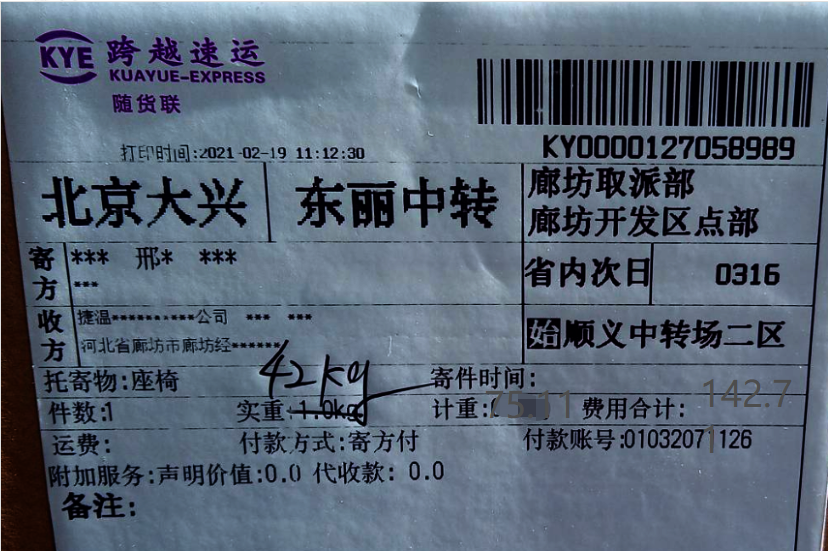 KYE 跨越速运
KUAYUE-EXPRESS
随货联
打印时间:2021-02-19 11:12:30
KY0000127058989
北京大兴 东丽中转
廊坊取派部
廊坊开发区点部
寄方 *** 邢* ***
***
省内次日 0316
收方 捷温**********公司 *** ***
河北省廊坊市廊坊经******
始 顺义中转场二区
托寄物:座椅 42kg 寄件时间:
件数:1 实重:1.0kg 计重: 费用合计: 142.7
运费: 付款方式:寄方付 付款账号:01032071126
附加服务:声明价值:0.0 代收款: 0.0
备注: